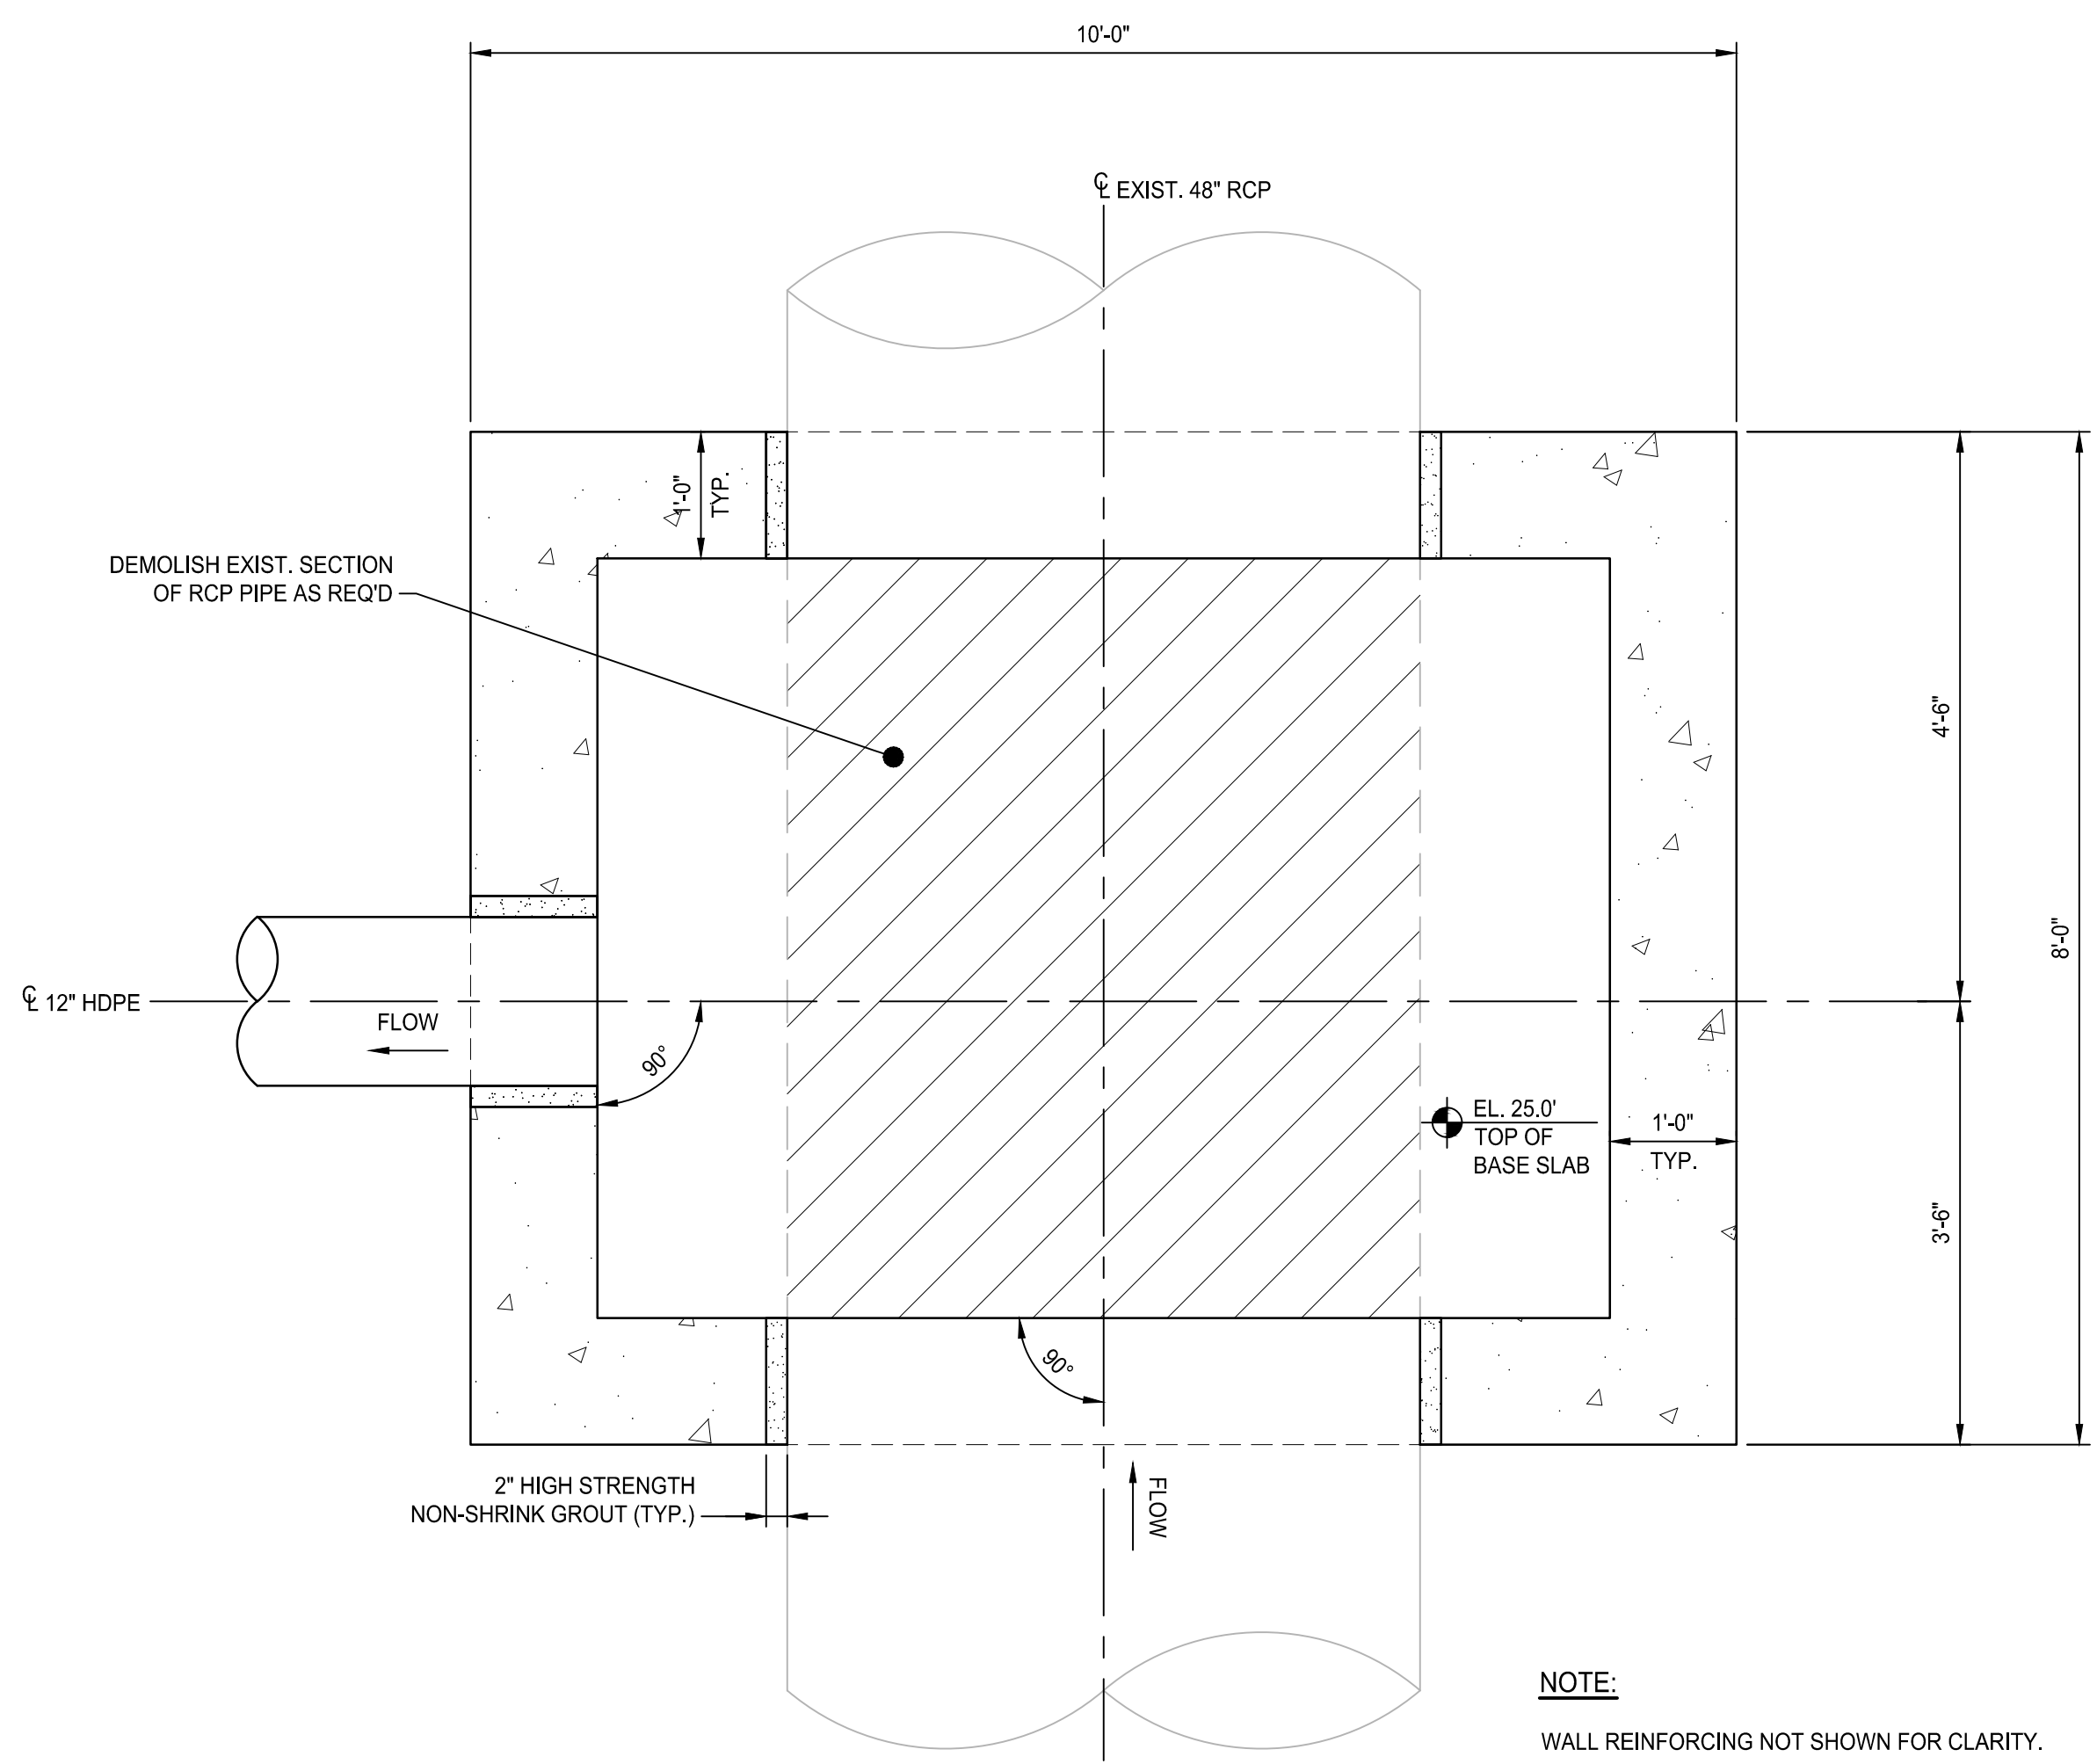 10'-0"
℄ EXIST. 48" RCP
1'-0"
TYP.
DEMOLISH EXIST. SECTION
OF RCP PIPE AS REQ'D
4'-6"
8'-0"
℄ 12" HDPE
FLOW
90°
EL. 25.0'
TOP OF
BASE SLAB
1'-0"
TYP.
3'-6"
90°
2" HIGH STRENGTH
NON-SHRINK GROUT (TYP.)
FLOW
NOTE:
WALL REINFORCING NOT SHOWN FOR CLARITY.